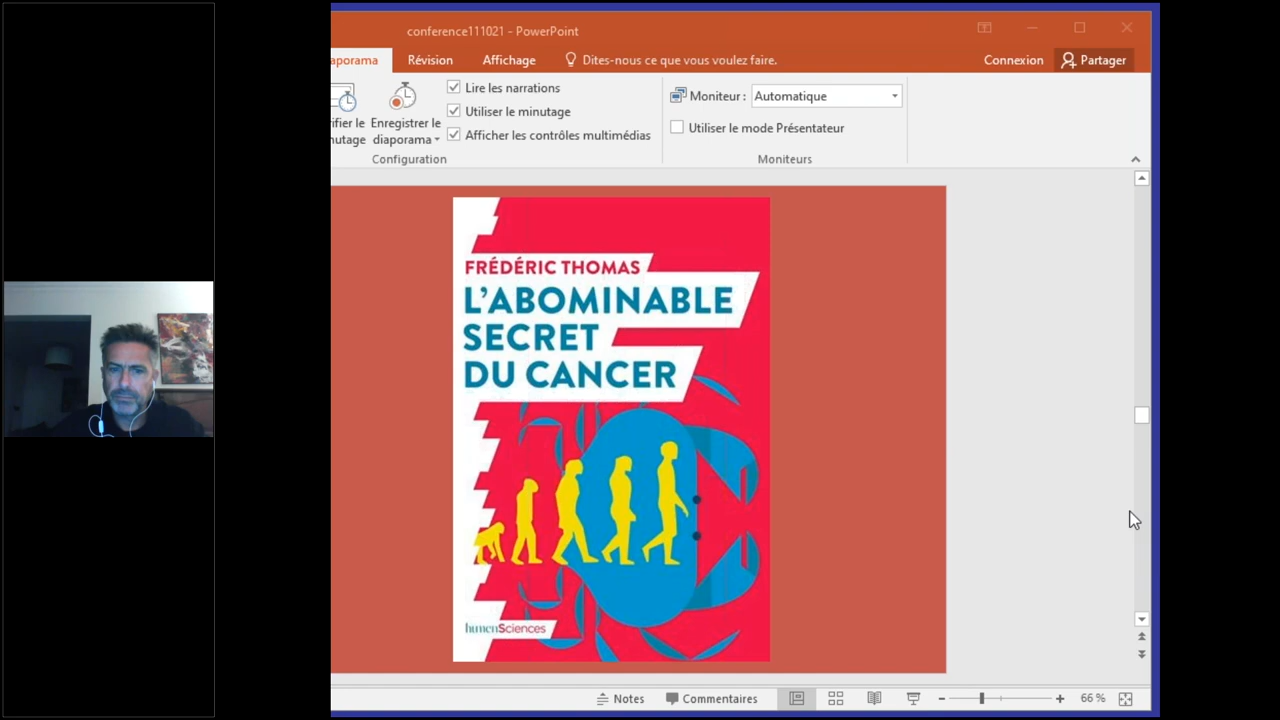 conference111021 - PowerPoint
aporama
Révision
Affichage
Dites-nous ce que vous voulez faire.
Connexion
Partager
Lire les narrations
Utiliser le minutage
Afficher les contrôles multimédias
ifier le
nutage
Enregistrer le
diaporama
Configuration
Moniteur :
Automatique
Utiliser le mode Présentateur
Moniteurs
FRÉDÉRIC THOMAS
L'ABOMINABLE
SECRET
DU CANCER
humenSciences
Notes
Commentaires
66 %